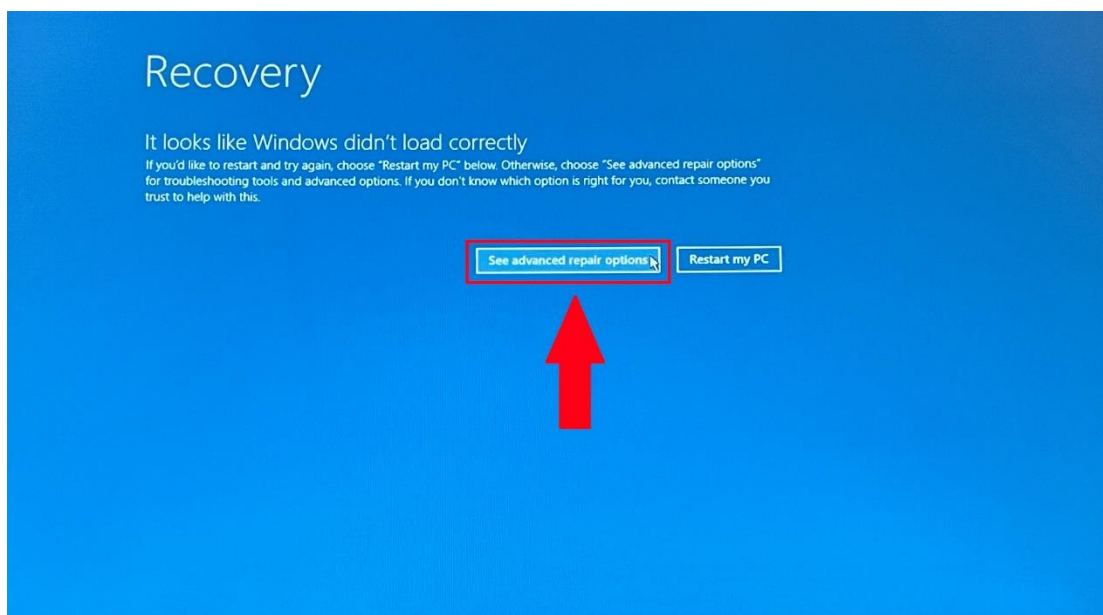 Recovery
It looks like Windows didn't load correctly
If you'd like to restart and try again, choose "Restart my PC" below. Otherwise, choose "See advanced repair options"
for troubleshooting tools and advanced options. If you don't know which option is right for you, contact someone you
trust to help with this.
See advanced repair options
Restart my PC